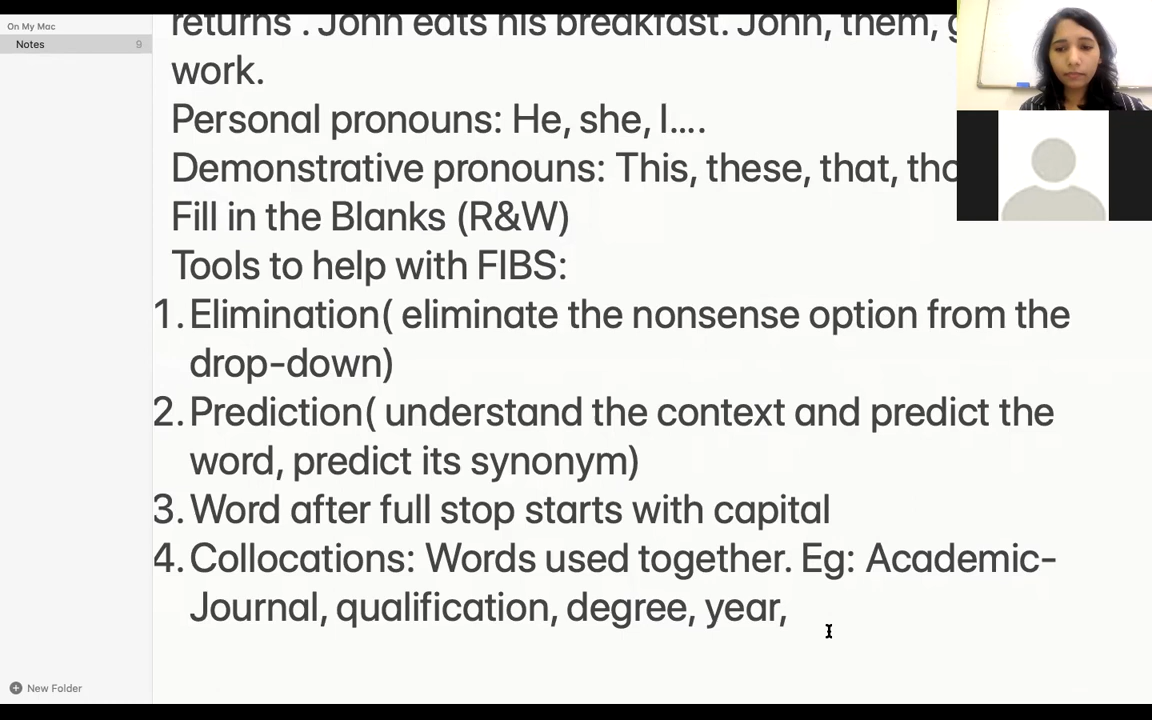 On My Mac
Notes 9
returns . John eats his breakfast. John, them,
work.
Personal pronouns: He, she, I....
Demonstrative pronouns: This, these, that,
Fill in the Blanks (R&W)
Tools to help with FIBS:
1. Elimination( eliminate the nonsense option from the
drop-down)
2. Prediction( understand the context and predict the
word, predict its synonym)
3. Word after full stop starts with capital
4. Collocations: Words used together. Eg: Academic-
Journal, qualification, degree, year,
New Folder